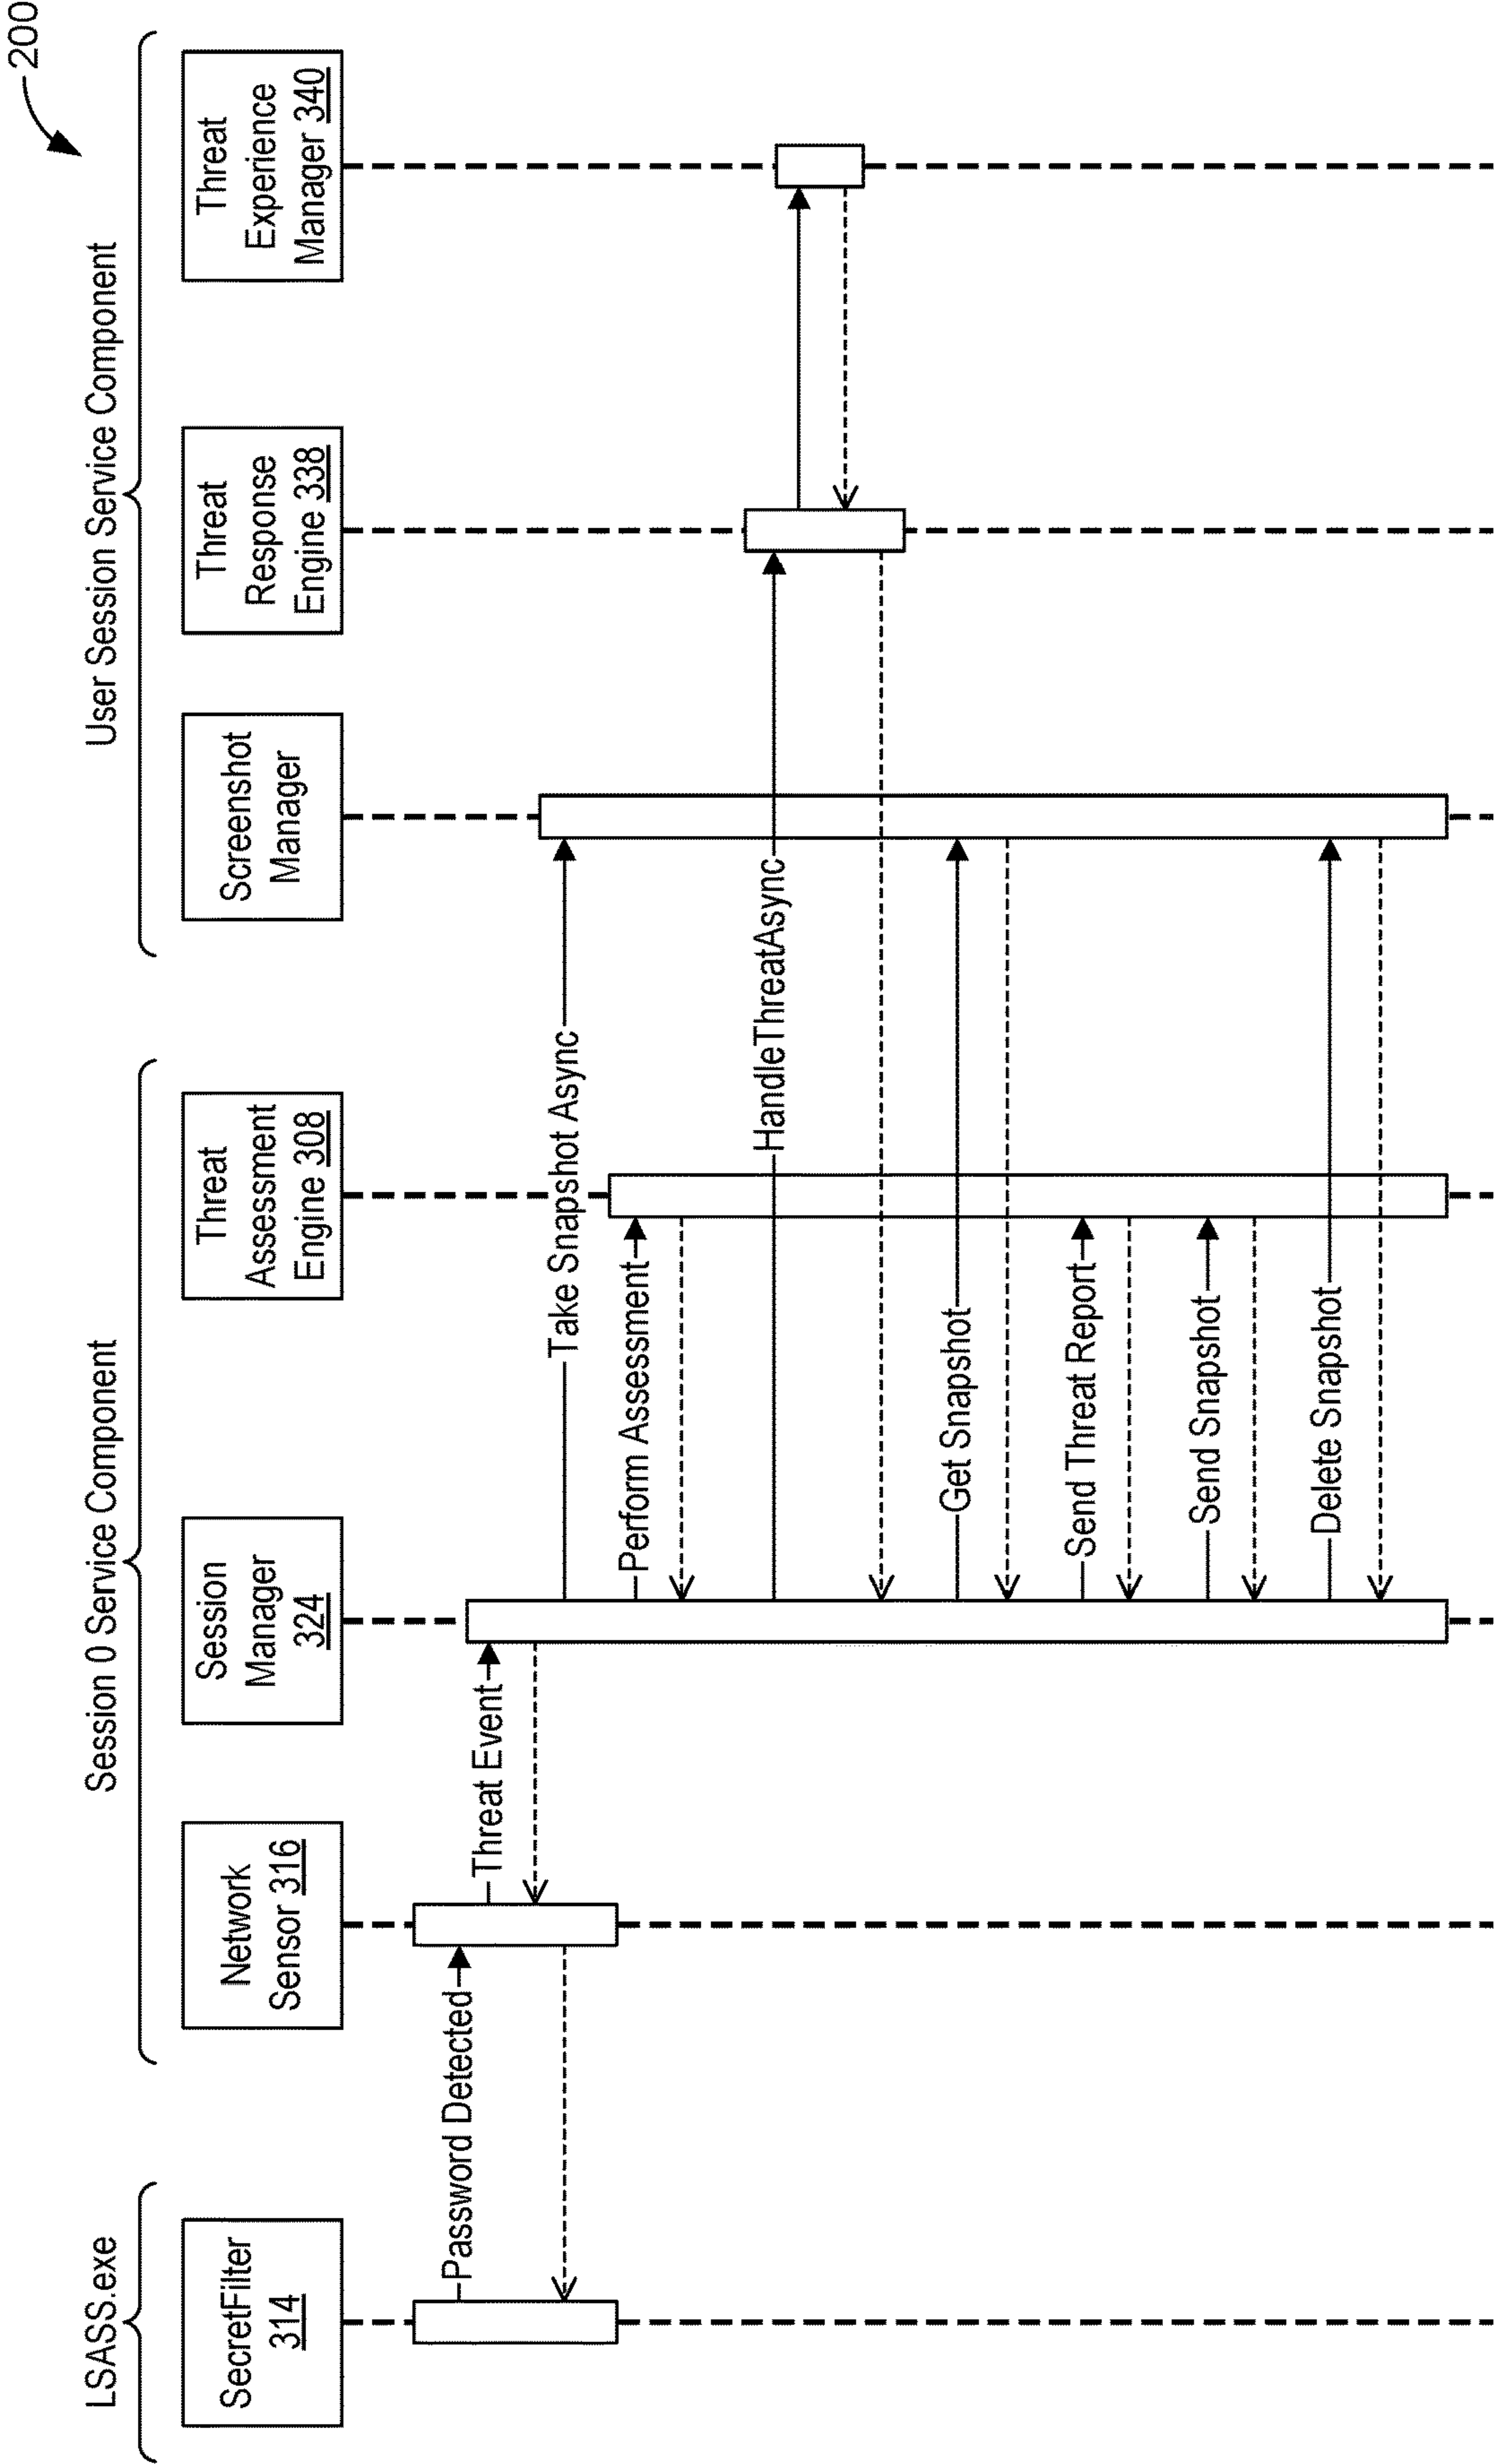 200
LSASS.exe
Session 0 Service Component
User Session Service Component
SecretFilter
314
Network
Sensor 316
Session
Manager
324
Threat
Assessment
Engine 308
Screenshot
Manager
Threat
Response
Engine 338
Threat
Experience
Manager 340
Password Detected
Threat Event
Take Snapshot Async
Perform Assessment
HandleThreatAsync
Get Snapshot
Send Threat Report
Send Snapshot
Delete Snapshot